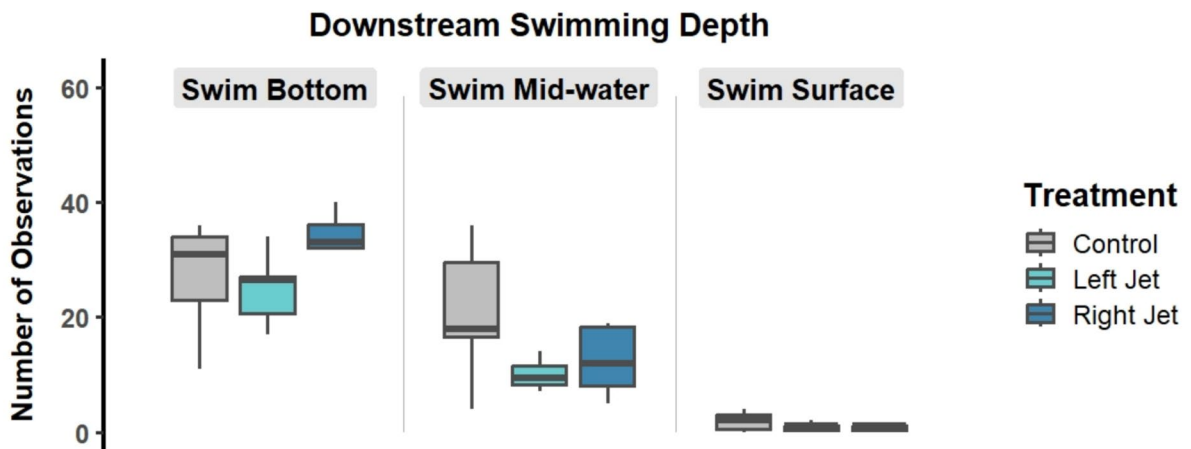 Downstream Swimming Depth
Swim Bottom Swim Mid-water Swim Surface
Number of Observations
60
40
20
0
Treatment
Control
Left Jet
Right Jet